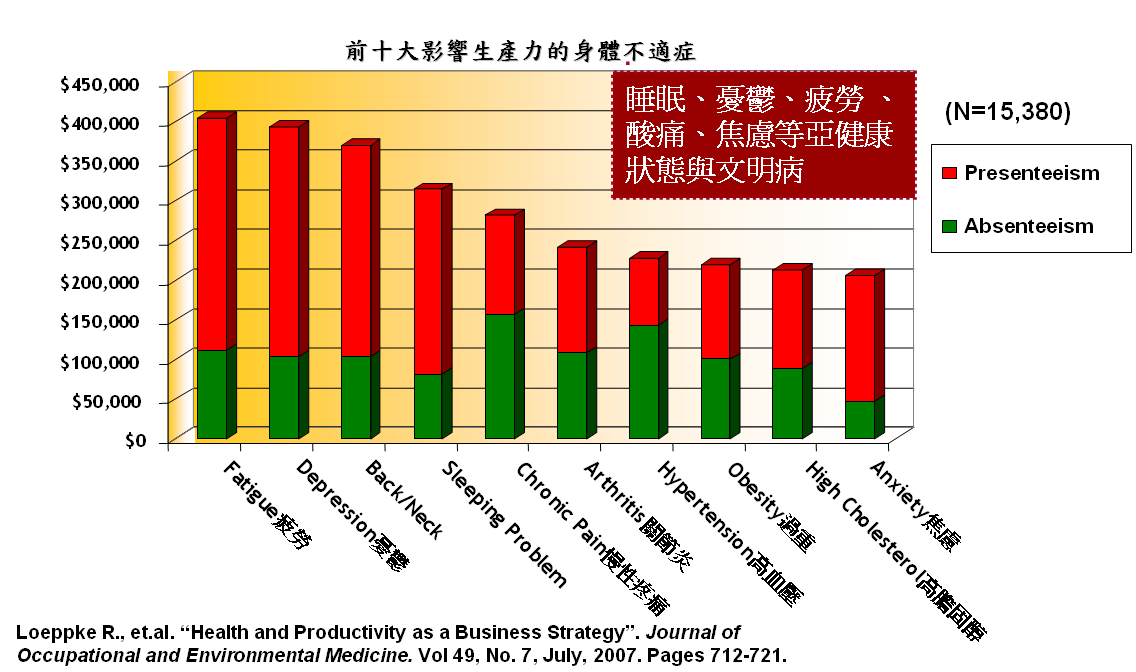 前十大影響生產力的身體不適症
睡眠、憂鬱、疲勞、
酸痛、焦慮等亞健康
狀態與文明病
(N=15,380)
Presenteeism
Absenteeism
$450,000
$400,000
$350,000
$300,000
$250,000
$200,000
$150,000
$100,000
$50,000
$0
Fatigue疲勞
Depression憂鬱
Back/Neck
Sleeping Problem
Chronic Pain慢性疼痛
Arthritis關節炎
Hypertension高血壓
Obesity過重
High Cholesterol高膽固醇
Anxiety焦慮
Loeppke R., et.al. “Health and Productivity as a Business Strategy”. Journal of
Occupational and Environmental Medicine. Vol 49, No. 7, July, 2007. Pages 712-721.